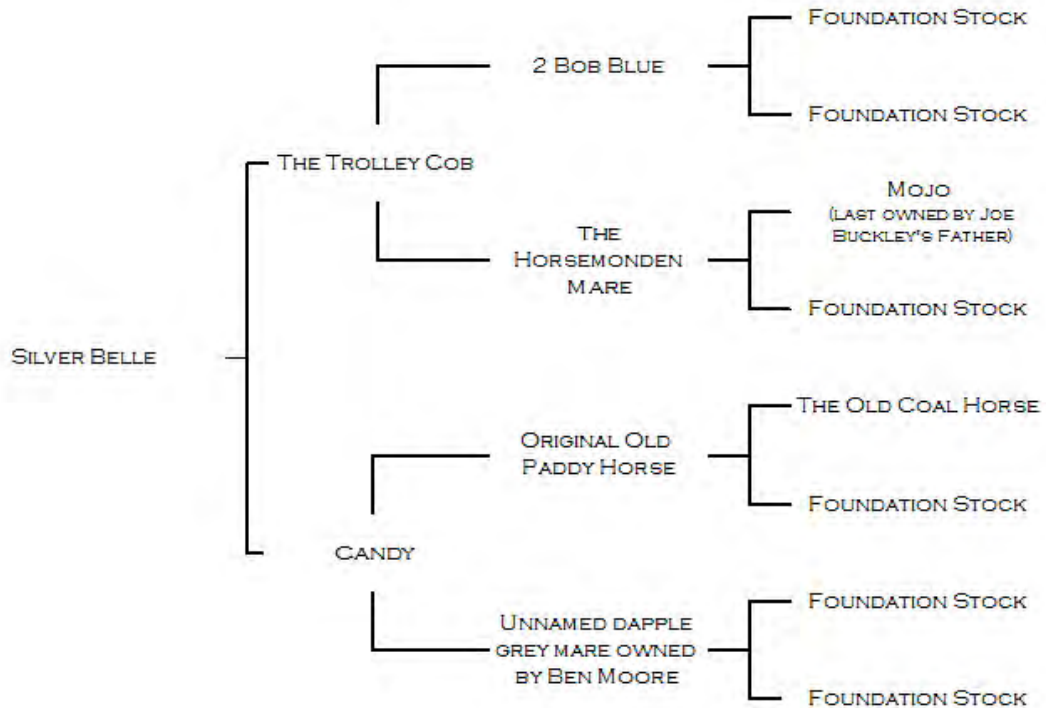 Foundation Stock
2 Bob Blue
Foundation Stock
The Trolley Cob
Mojo
(last owned by Joe
Buckley's Father)
The
Horsemonden
Mare
Foundation Stock
Silver Belle
The Old Coal Horse
Original Old
Paddy Horse
Foundation Stock
Candy
Foundation Stock
Unnamed dapple
grey mare owned
by Ben Moore
Foundation Stock